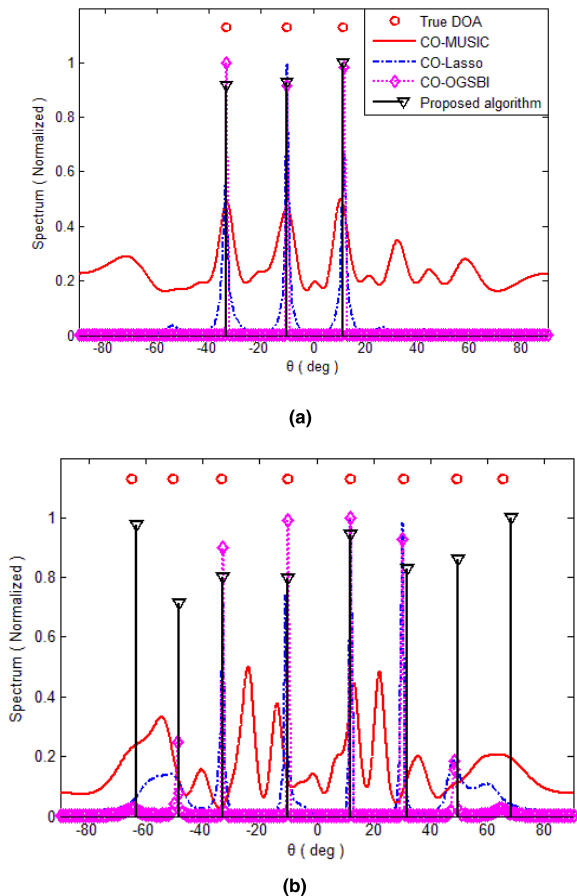 True DOA
CO-MUSIC
CO-Lasso
CO-OGSBI
Proposed algorithm
Spectrum ( Normalized )
1
0.8
0.6
0.4
0.2
0
-80 -60 -40 -20 0 20 40 60 80
θ ( deg )
(a)
Spectrum ( Normalized )
1
0.8
0.6
0.4
0.2
0
-80 -60 -40 -20 0 20 40 60 80
θ ( deg )
(b)